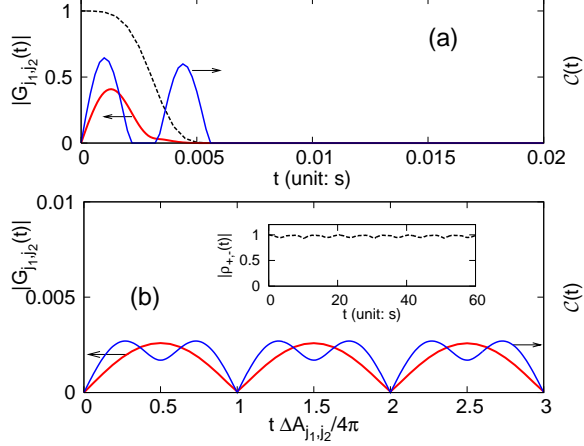 1
0.5
0
|G_{j_1,j_2}(t)|
(a)
C(t)
0
0.005
0.01
0.015
0.02
t (unit: s)
0.01
0.005
0
|G_{j_1,j_2}(t)|
(b)
C(t)
1
0.5
0
|ρ_{+,-}(t)|
0
20
40
60
t (unit: s)
0
0.5
1
1.5
2
2.5
3
t ΔA_{j_1,j_2}/4π